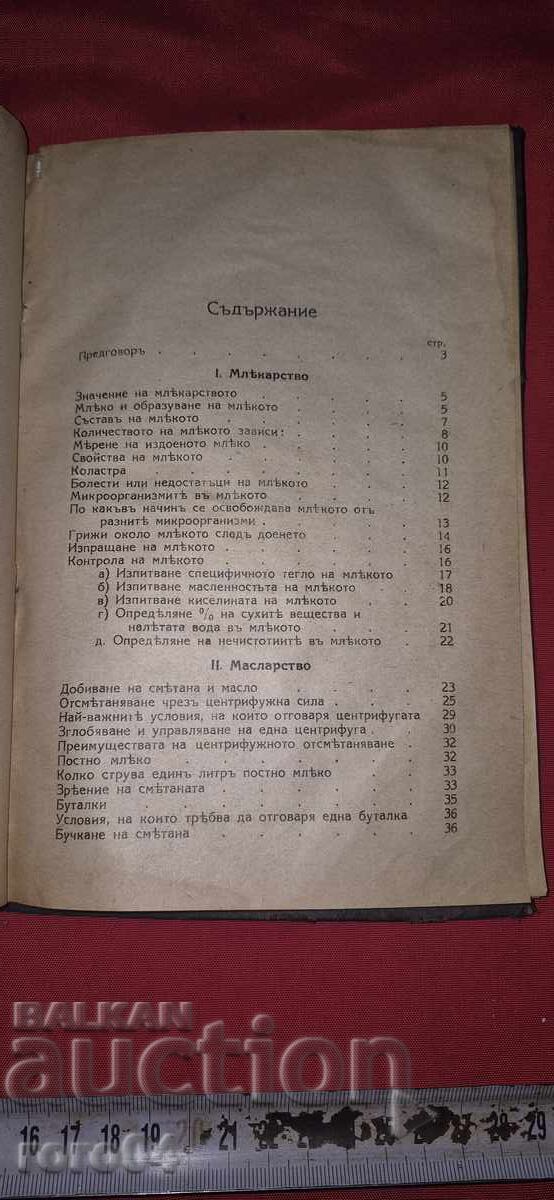 Съдържание
стр.
Предговоръ . . . . . . . . 3
I. Млѣкарство
Значение на млѣкарството . . . . 5
Млѣко и образуване на млѣкото . . . . 5
Съставъ на млѣкото . . . . . 7
Количеството на млѣкото зависи: . . . . 8
Мѣрене на издоеното млѣко . . . . 10
Свойства на млѣкото . . . . . 10
Коластра . . . . . . . 11
Болести или недостатъци на млѣкото . . . 12
Микроорганизмитѣ въ млѣкото . . . . 12
По какъвъ начинъ се освобождава млѣкото отъ
разнитѣ микроорганизми . . . . 13
Грижи около млѣкото следъ доенето . . . 14
Изпращане на млѣкото . . . . . 16
Контрола на млѣкото . . . . . 16
а) Изпитване специфичното тегло на млѣкото 17
б) Изпитване масленостьта на млѣкото . . 18
в) Изпитване киселината на млѣкото . . 20
г) Опредѣляне % на сухитѣ вещества и
налѣтата вода въ млѣкото . . . 21
д. Опредѣляне на нечистотиитѣ въ млѣкото . 22
II. Масларство
Добиване на смѣтана и масло . . . . 23
Отсмѣтаняване чрезъ центрифужна сила . . . 25
Най-важнитѣ условия, на които отговаря центрифугата 29
Зглобяване и управляване на една центрифуга . . 30
Преимуществата на центрифужното отсмѣтаняване . 32
Постно млѣко . . . . . . . 32
Колко струва единъ литръ постно млѣко . . 33
Зрѣение на смѣтаната . . . . . 33
Буталки . . . . . . . 35
Условия, на които трѣбва да отговаря една буталка 36
Бучкане на смѣтана . . . . . . 36
BALKAN
auction
16 17 18 19 20 21 22 23 24 25 26 27 28 29
roro04